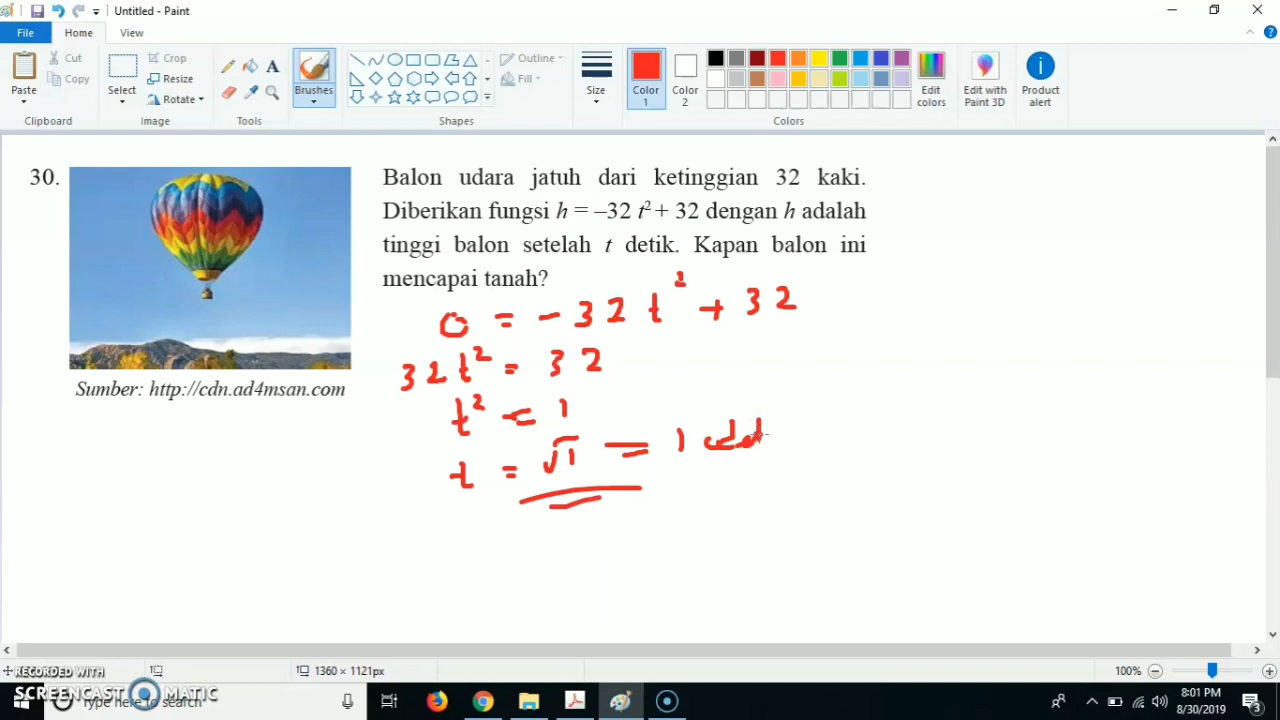 Untitled - Paint
File Home View
Paste
Cut
Copy
Clipboard
Select
Crop
Resize
Rotate
Image
A
Tools
Brushes
Outline
Fill
Shapes
Size
Color 1
Color 2
Edit colors
Colors
Edit with Paint 3D
Product alert
30.
Sumber: http://cdn.ad4msan.com
Balon udara jatuh dari ketinggian 32 kaki.
Diberikan fungsi h = –32 t² + 32 dengan h adalah
tinggi balon setelah t detik. Kapan balon ini
mencapai tanah?
0 = - 32 t² + 32
32 t² = 32
t² = 1
t = √1 = 1
1360 × 1121px
100%
RECORDED WITH
SCREENCAST MATIC
Type here to search
8:01 PM
8/30/2019
3